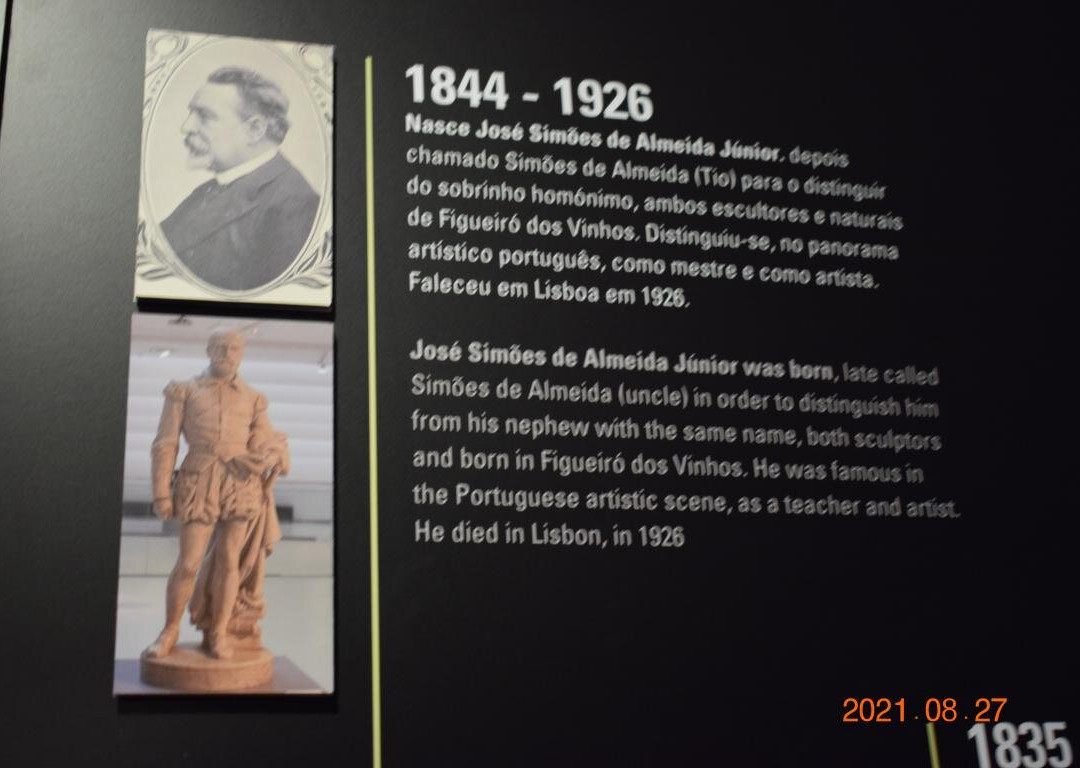 1844 - 1926
Nasce José Simões de Almeida Júnior, depois
chamado Simões de Almeida (Tio) para o distinguir
do sobrinho homónimo, ambos escultores e naturais
de Figueiró dos Vinhos. Distinguiu-se, no panorama
artístico português, como mestre e como artista.
Faleceu em Lisboa em 1926.
José Simões de Almeida Júnior was born, late called
Simões de Almeida (uncle) in order to distinguish him
from his nephew with the same name, both sculptors
and born in Figueiró dos Vinhos. He was famous in
the Portuguese artistic scene, as a teacher and artist.
He died in Lisbon, in 1926
2021.08.27
1835